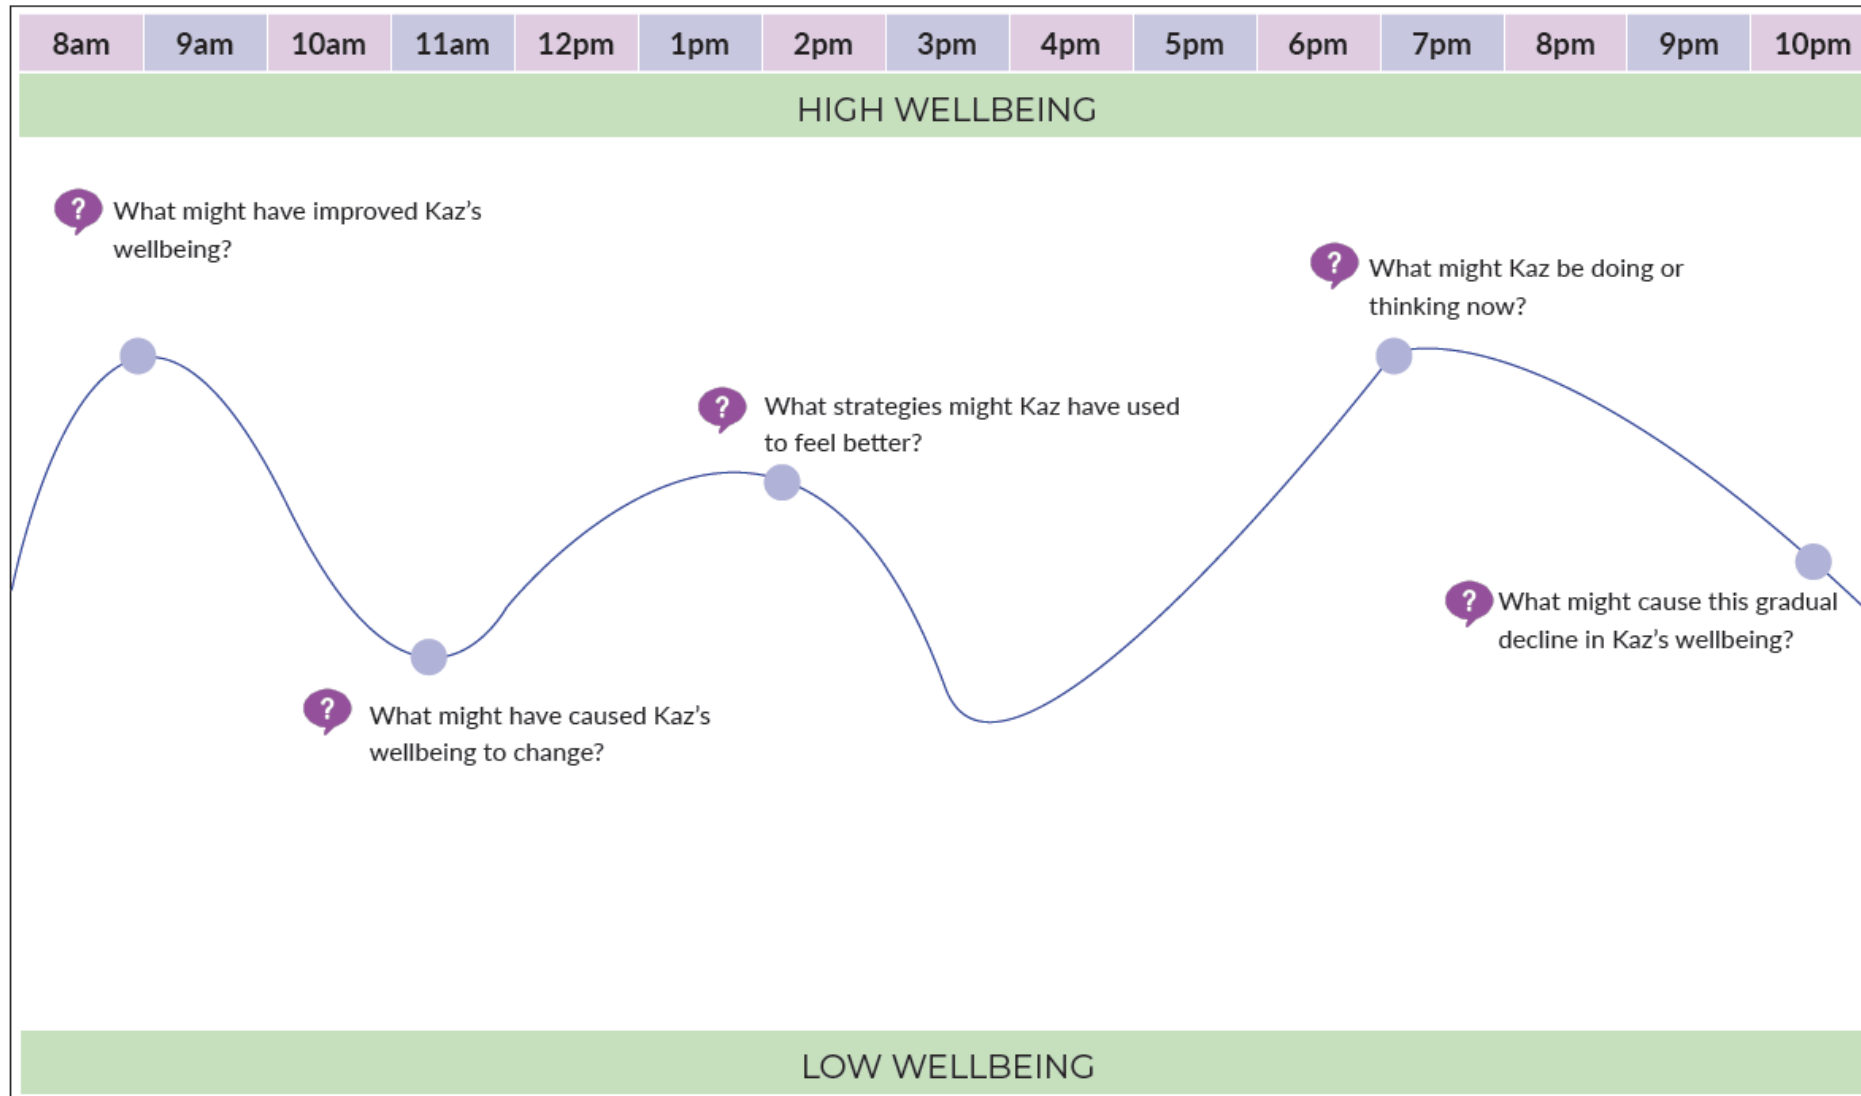 8am 9am 10am 11am 12pm 1pm 2pm 3pm 4pm 5pm 6pm 7pm 8pm 9pm 10pm
HIGH WELLBEING
? What might have improved Kaz’s
wellbeing?
? What might Kaz be doing or
thinking now?
? What strategies might Kaz have used
to feel better?
? What might cause this gradual
decline in Kaz’s wellbeing?
? What might have caused Kaz’s
wellbeing to change?
LOW WELLBEING